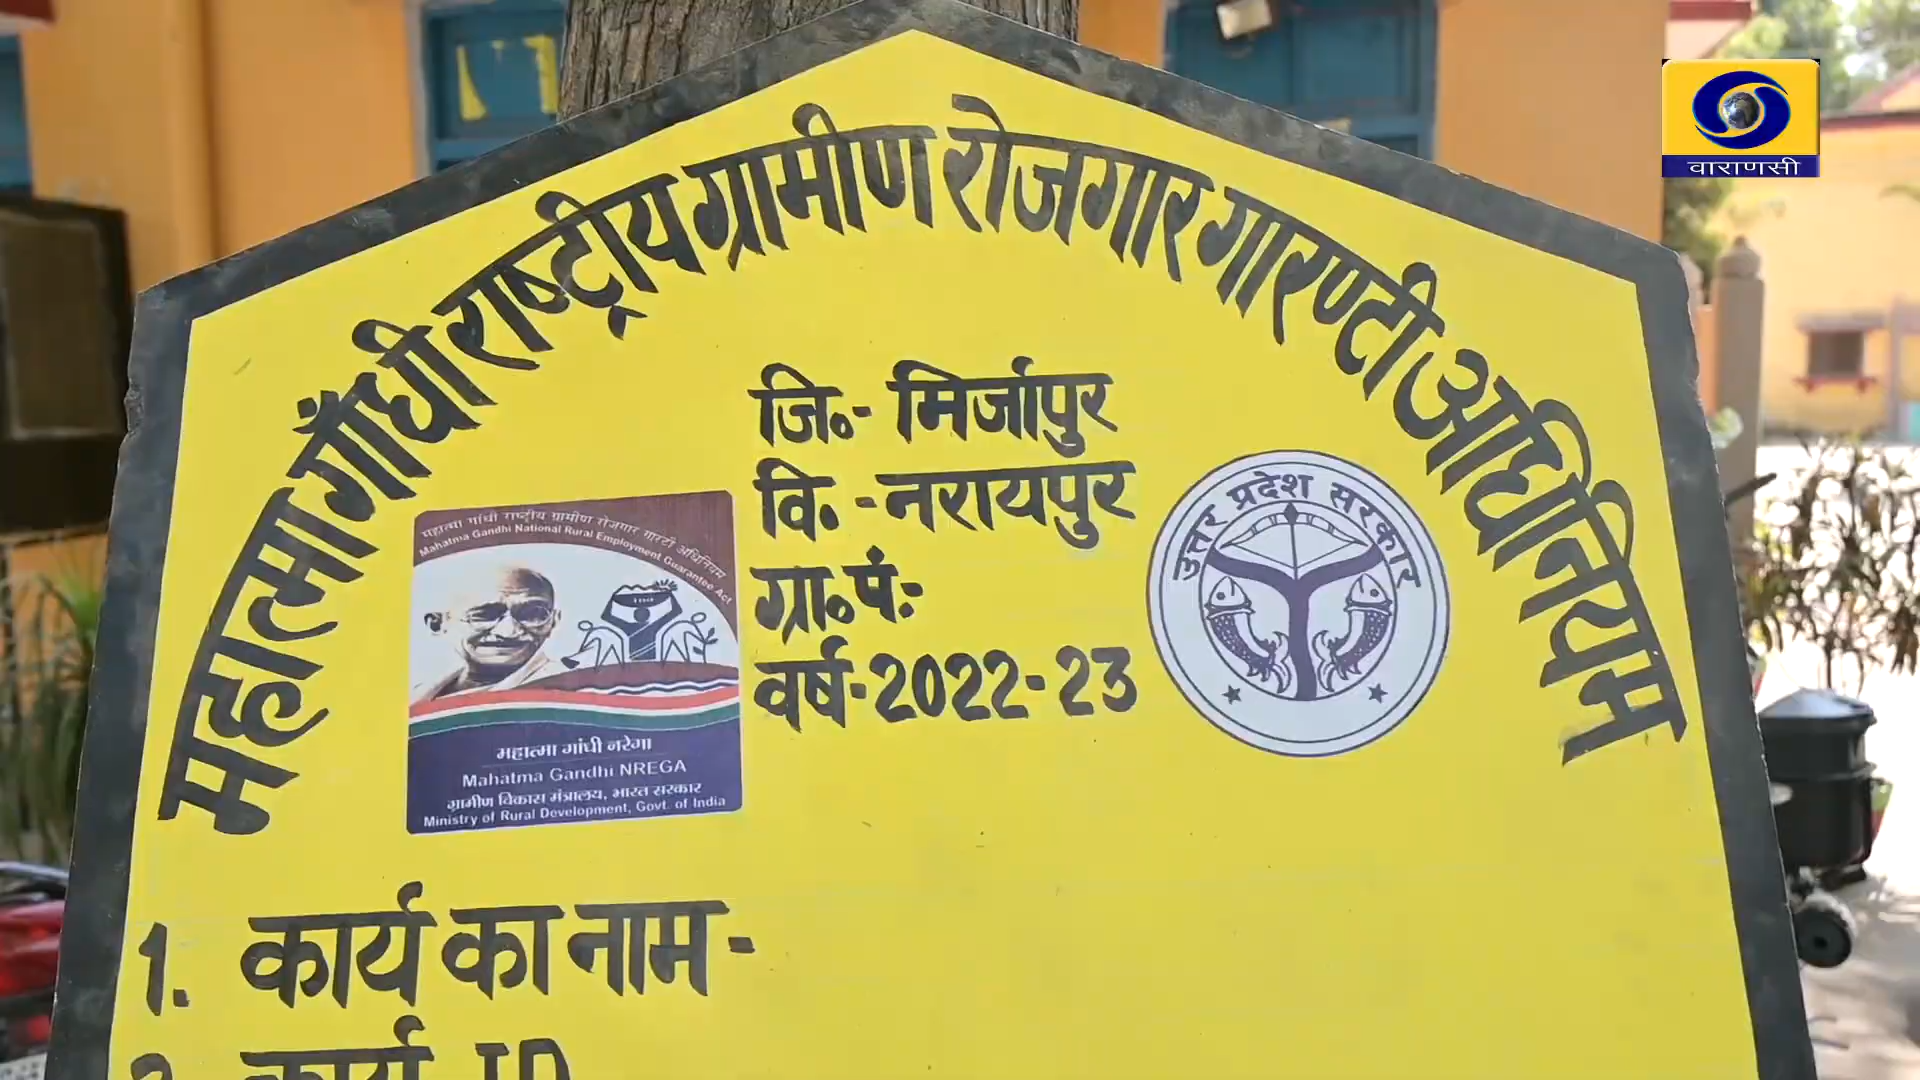 वाराणसी
महात्मा गाँधी राष्ट्रीय ग्रामीण रोजगार गारण्टी अधिनियम
जि०- मिर्जापुर
वि. -नरायपुर
ग्रा०पं:
वर्ष-2022-23
महात्मा गांधी राष्ट्रीय ग्रामीण रोजगार गारंटी अधिनियम
Mahatma Gandhi National Rural Employment Guarantee Act
महात्मा गांधी नरेगा
Mahatma Gandhi NREGA
ग्रामीण विकास मंत्रालय, भारत सरकार
Ministry of Rural Development, Govt. of India
उत्तर प्रदेश सरकार
1. कार्य का नाम-
2. कार्य ID